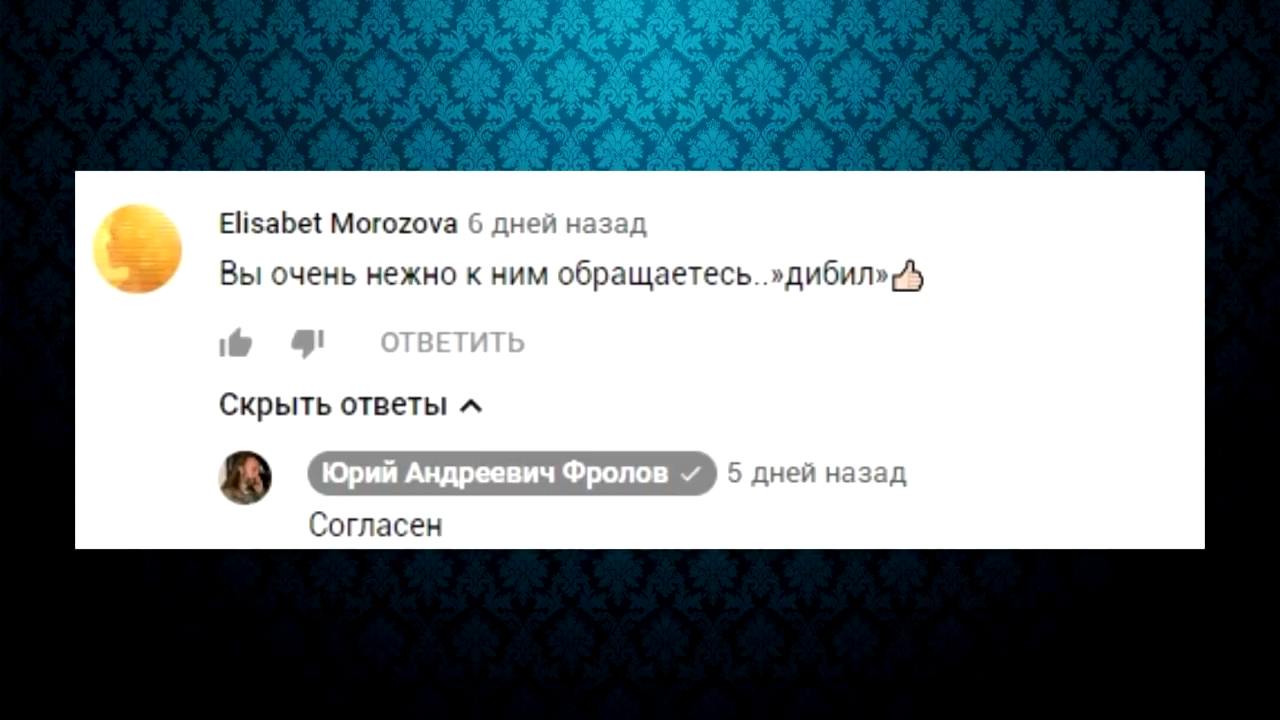 Elisabet Morozova 6 дней назад
Вы очень нежно к ним обращаетесь..»дибил»👍🏻
ОТВЕТИТЬ
Скрыть ответы
Юрий Андреевич Фролов 5 дней назад
Согласен